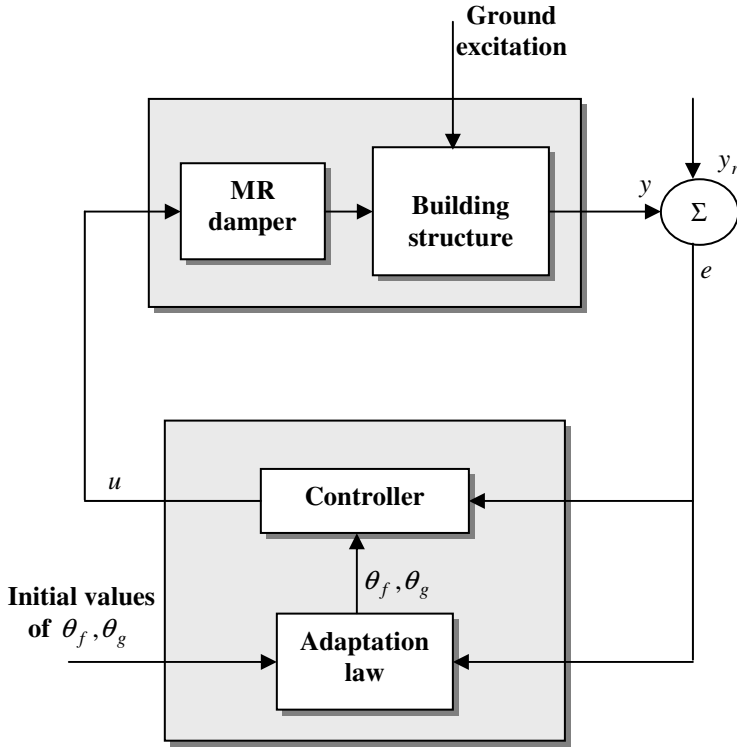 Ground
excitation
MR
damper
Building
structure
y
y_r
Σ
e
u
Controller
θ_f , θ_g
Initial values
of θ_f , θ_g
Adaptation
law